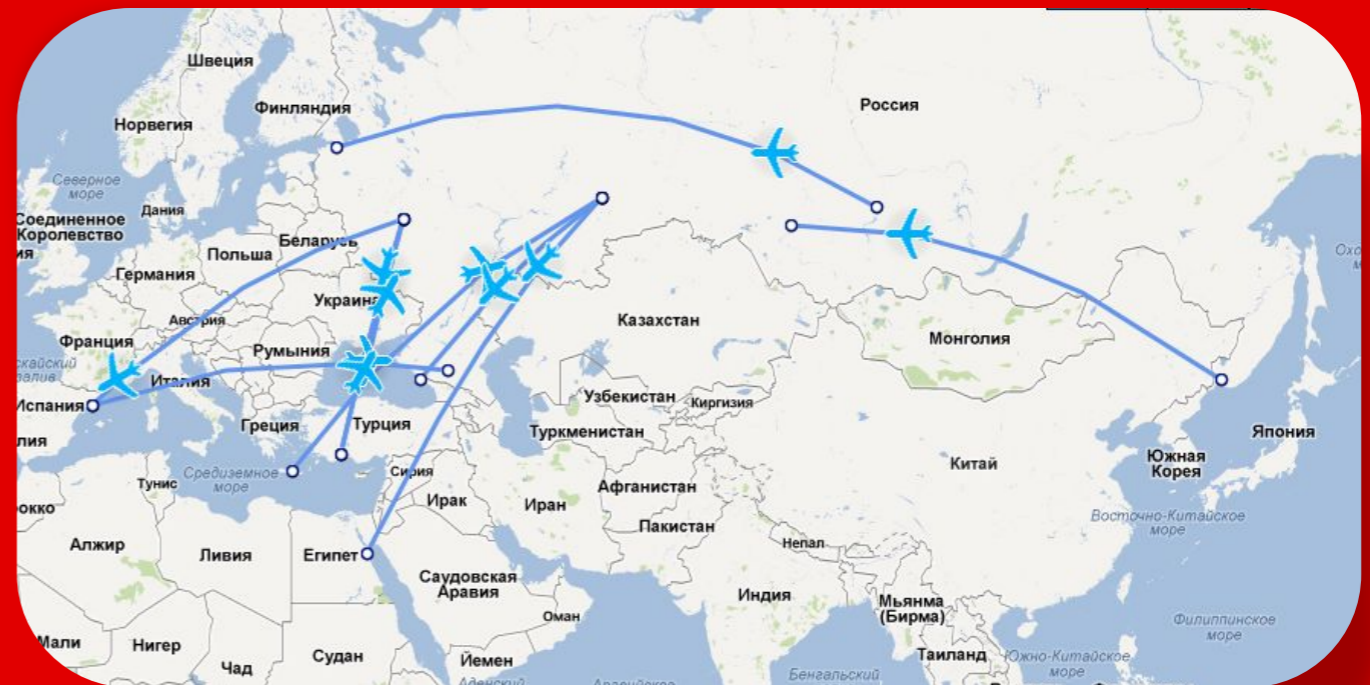 Швеция
Финляндия
Россия
Норвегия
Северное
море
Дания
Соединенное
Королевство
Беларусь
Польша
Германия
Украина
Австрия
Казахстан
Франция
Монголия
Румыния
Италия
Узбекистан
Киргизия
Испания
Греция
Турция
Туркменистан
Япония
Южная
Корея
Китай
Средиземное
море
Тунис
Сирия
Ирак
Иран
Афганистан
Пакистан
Восточно-Китайское
море
Алжир
Ливия
Египет
Непал
Саудовская
Аравия
Индия
Мьянма
(Бирма)
Оман
Филиппинское
море
Мали
Нигер
Чад
Судан
Йемен
Таиланд
Южно-Китайское
море
Бенгальский